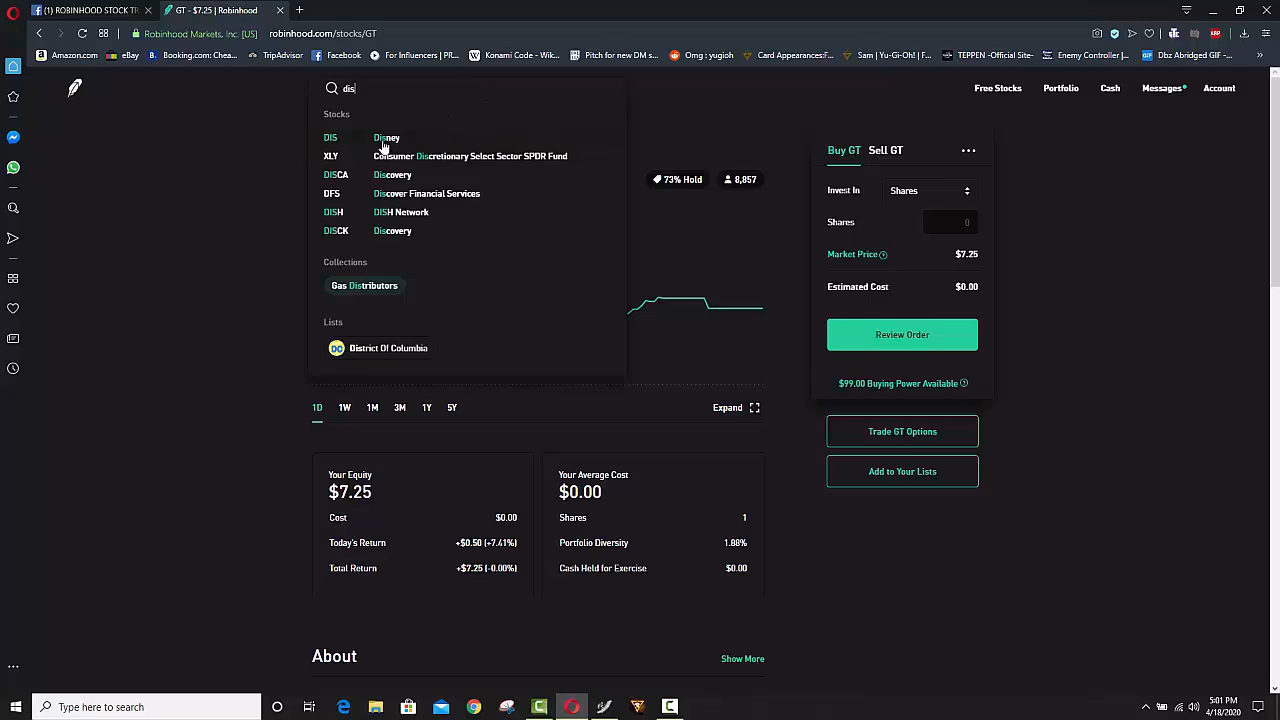 (1) ROBINHOOD STOCK TR
GT - $7.25 | Robinhood
Robinhood Markets, Inc. [US]
robinhood.com/stocks/GT
ABP
Amazon.com
eBay
Booking.com: Chea...
TripAdvisor
Facebook
For Influencers | PR...
Konami Code - Wik...
Pitch for new DM s...
Omg : yugioh
Card Appearances:F...
Sam | Yu-Gi-Oh! | F...
TEPPEN -Official Site-
Enemy Controller |...
Dbz Abridged GIF -...
dis
Free Stocks
Portfolio
Cash
Messages
Account
Stocks
DIS Disney
XLY Consumer Discretionary Select Sector SPDR Fund
DISCA Discovery
DFS Discover Financial Services
DISH DISH Network
DISCK Discovery
Collections
Gas Distributors
Lists
DC District Of Columbia
73% Hold
8,857
Buy GT Sell GT
Invest In Shares
Shares 0
Market Price $7.25
Estimated Cost $0.00
Review Order
$99.00 Buying Power Available
Trade GT Options
Add to Your Lists
1D 1W 1M 3M 1Y 5Y
Expand
Your Equity
$7.25
Cost $0.00
Today's Return +$0.50 (+7.41%)
Total Return +$7.25 (-0.00%)
Your Average Cost
$0.00
Shares 1
Portfolio Diversity 1.88%
Cash Held for Exercise $0.00
About
Show More
Type here to search
5:01 PM
4/18/2020